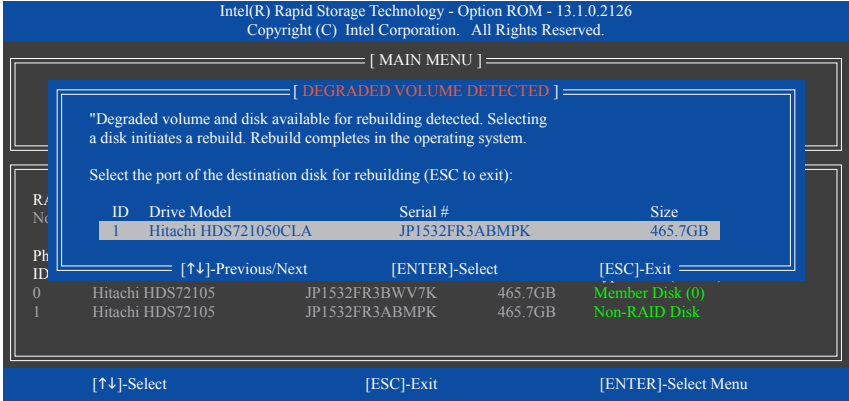 Intel(R) Rapid Storage Technology - Option ROM - 13.1.0.2126
Copyright (C) Intel Corporation. All Rights Reserved.
[ MAIN MENU ]
[ DEGRADED VOLUME DETECTED ]
"Degraded volume and disk available for rebuilding detected. Selecting
a disk initiates a rebuild. Rebuild completes in the operating system.
Select the port of the destination disk for rebuilding (ESC to exit):
ID Drive Model Serial # Size
1 Hitachi HDS721050CLA JP1532FR3ABMPK 465.7GB
[↑↓]-Previous/Next [ENTER]-Select [ESC]-Exit
ID
0 Hitachi HDS72105 JP1532FR3BWV7K 465.7GB Member Disk (0)
1 Hitachi HDS72105 JP1532FR3ABMPK 465.7GB Non-RAID Disk
[↑↓]-Select [ESC]-Exit [ENTER]-Select Menu